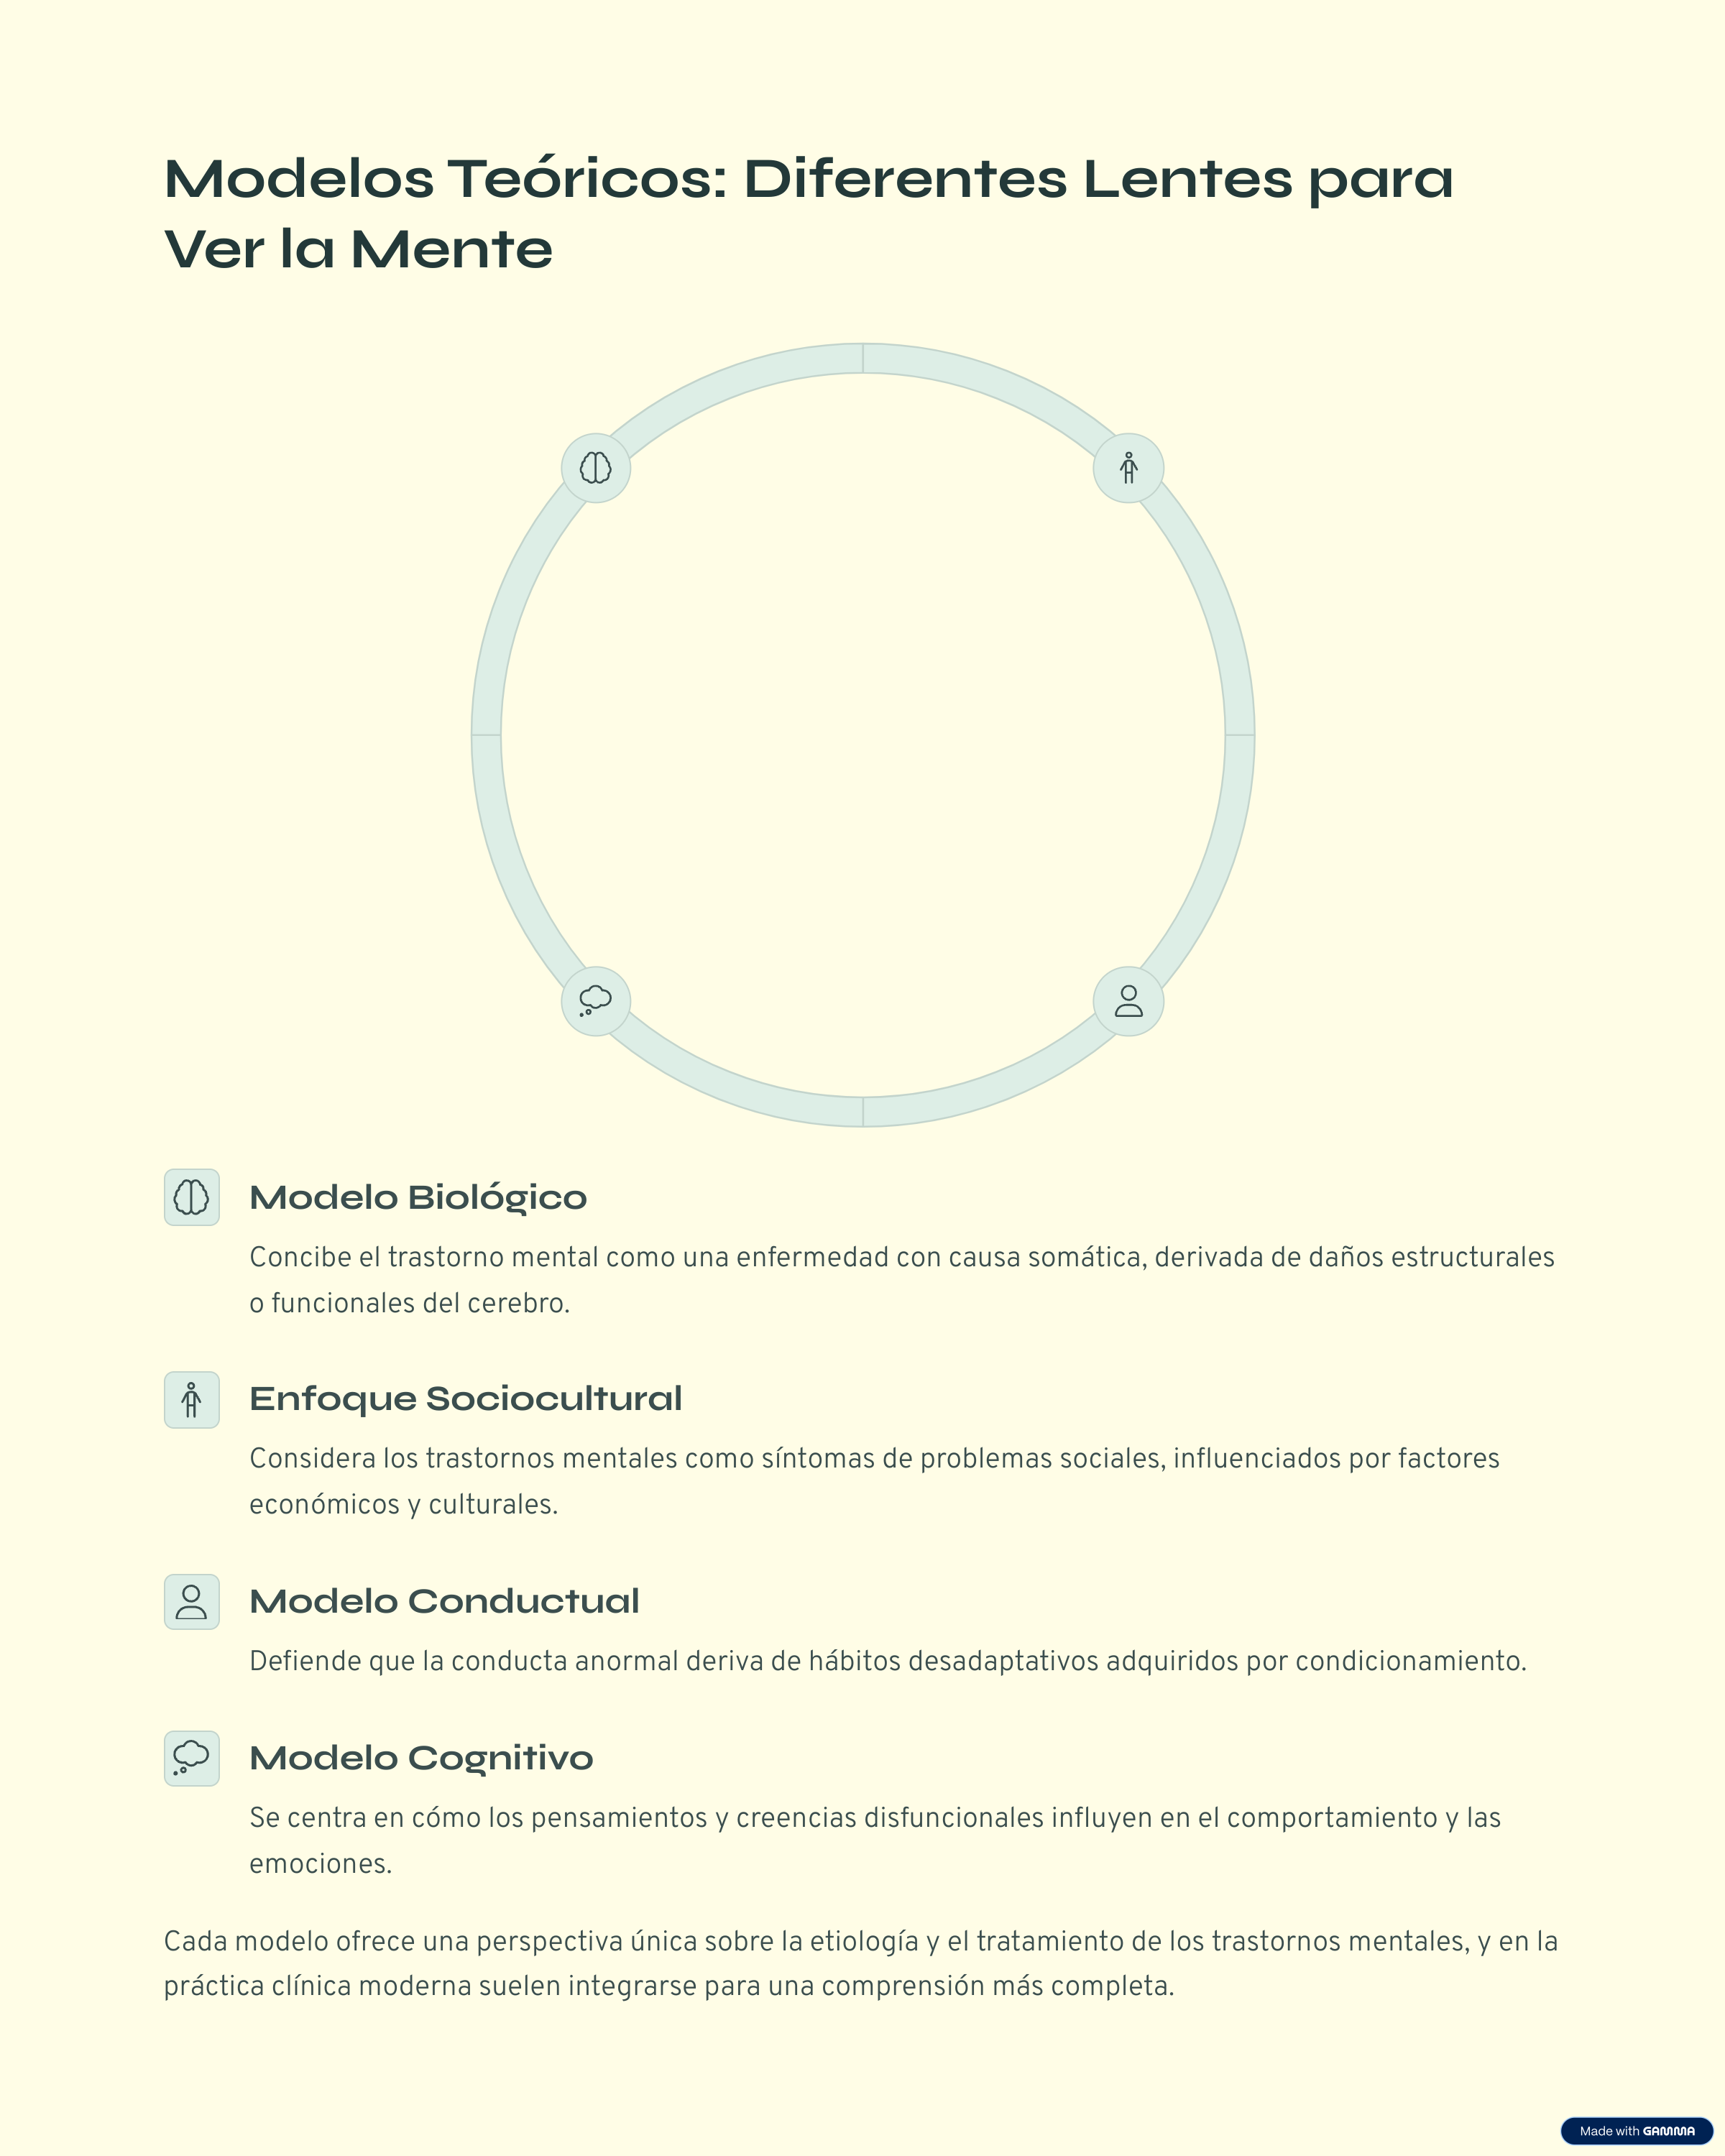 Modelos Teóricos: Diferentes Lentes para
Ver la Mente
Modelo Biológico
Concibe el trastorno mental como una enfermedad con causa somática, derivada de daños estructurales
o funcionales del cerebro.
Enfoque Sociocultural
Considera los trastornos mentales como síntomas de problemas sociales, influenciados por factores
económicos y culturales.
Modelo Conductual
Defiende que la conducta anormal deriva de hábitos desadaptativos adquiridos por condicionamiento.
Modelo Cognitivo
Se centra en cómo los pensamientos y creencias disfuncionales influyen en el comportamiento y las
emociones.
Cada modelo ofrece una perspectiva única sobre la etiología y el tratamiento de los trastornos mentales, y en la
práctica clínica moderna suelen integrarse para una comprensión más completa.
Made with GAMMA